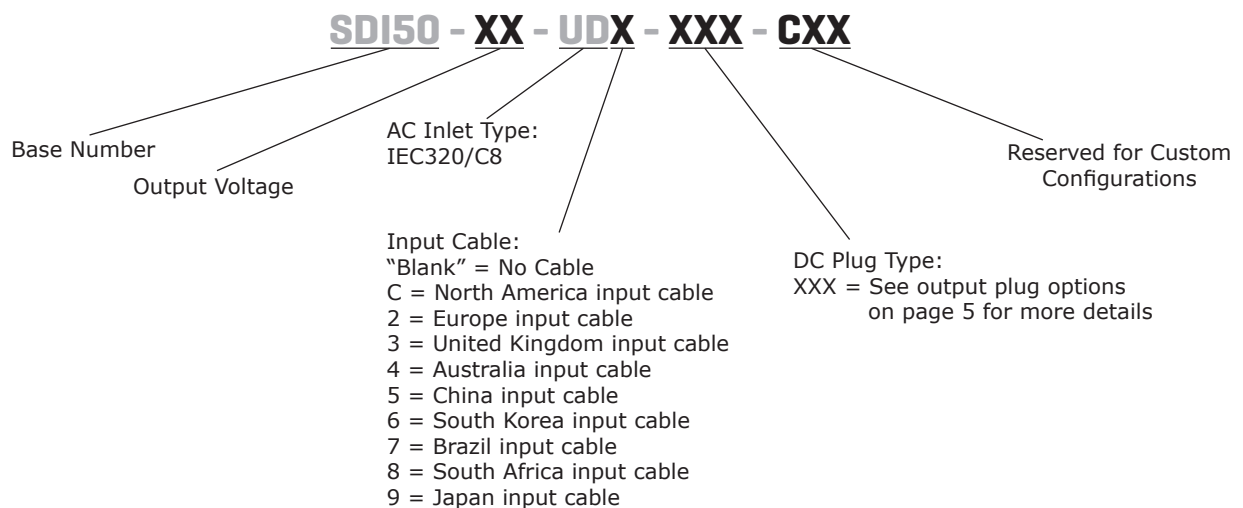 SDI50 - XX - UDX - XXX - CXX
Base Number
Output Voltage
AC Inlet Type:
IEC320/C8
Input Cable:
“Blank” = No Cable
C = North America input cable
2 = Europe input cable
3 = United Kingdom input cable
4 = Australia input cable
5 = China input cable
6 = South Korea input cable
7 = Brazil input cable
8 = South Africa input cable
9 = Japan input cable
DC Plug Type:
XXX = See output plug options
on page 5 for more details
Reserved for Custom
Configurations